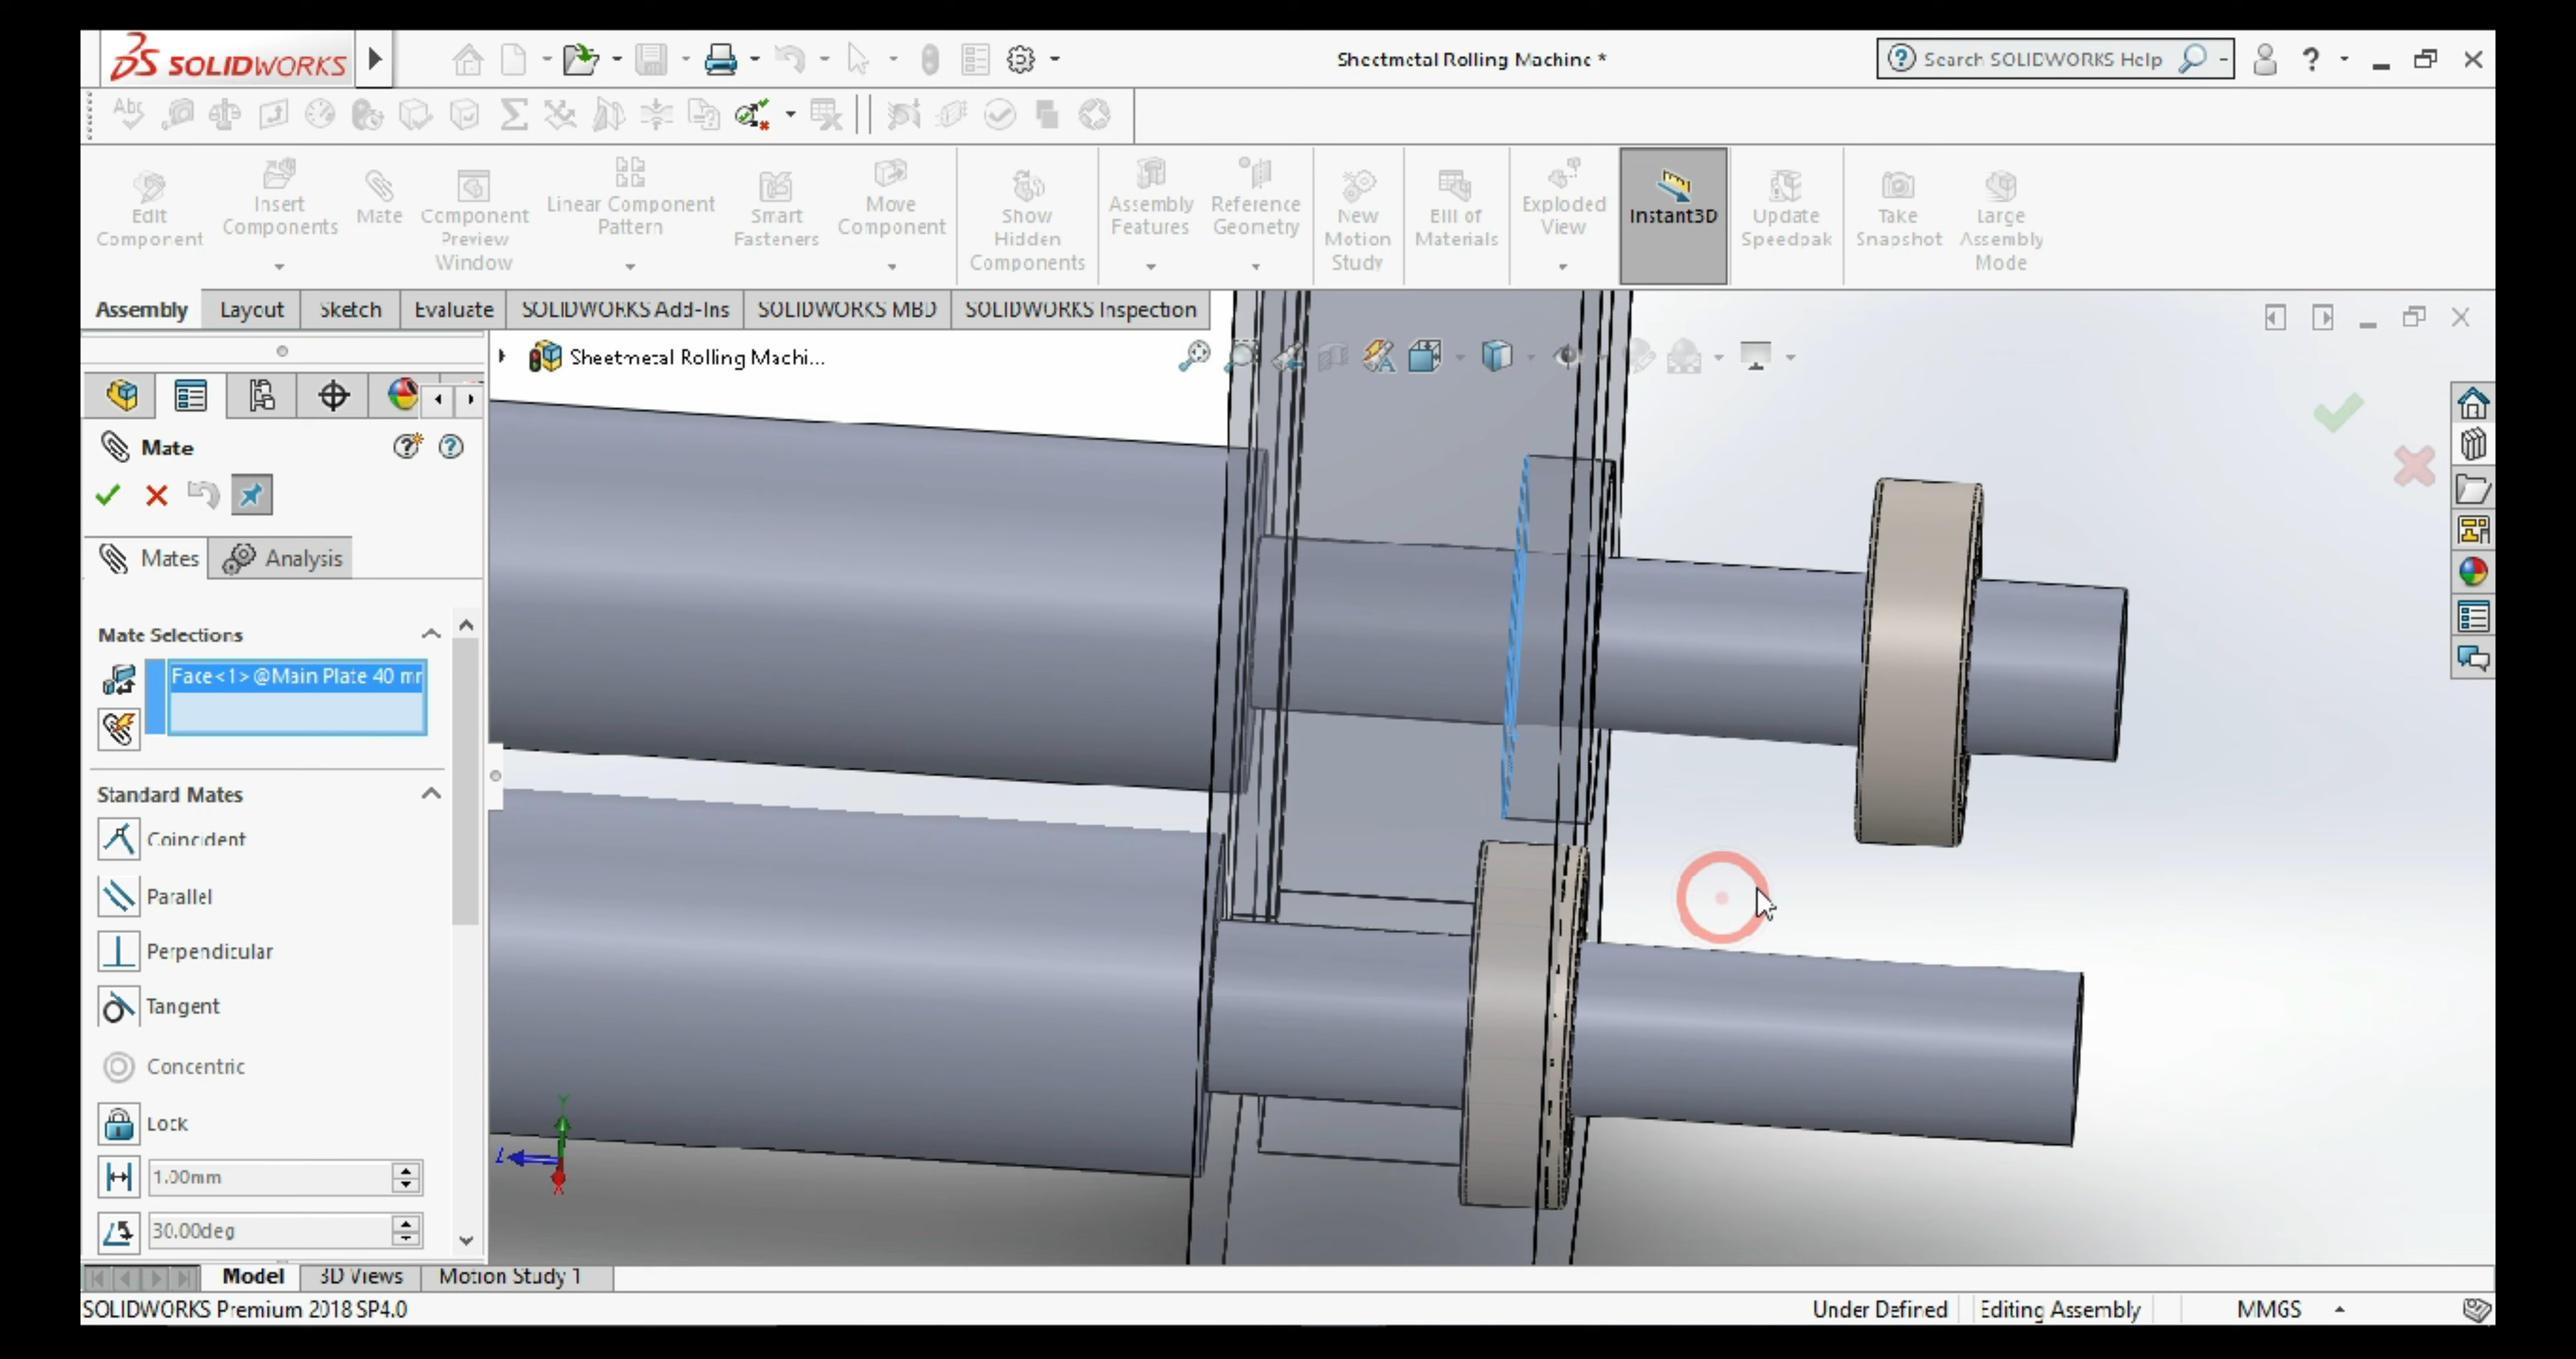 SOLIDWORKS
Sheetmetal Rolling Machine *
Search SOLIDWORKS Help
Abc
Edit Component
Insert Components
Mate
Component Preview Window
Linear Component Pattern
Smart Fasteners
Move Component
Show Hidden Components
Assembly Features
Reference Geometry
New Motion Study
Bill of Materials
Exploded View
Instant3D
Update Speedpak
Take Snapshot
Large Assembly Mode
Assembly
Layout
Sketch
Evaluate
SOLIDWORKS Add-Ins
SOLIDWORKS MBD
SOLIDWORKS Inspection
Sheetmetal Rolling Machi...
Mate
Mates
Analysis
Mate Selections
Face<1>@Main Plate 40 mr
Standard Mates
Coincident
Parallel
Perpendicular
Tangent
Concentric
Lock
1.00mm
30.00deg
Y
Z
X
Model
3D Views
Motion Study 1
SOLIDWORKS Premium 2018 SP4.0
Under Defined
Editing Assembly
MMGS